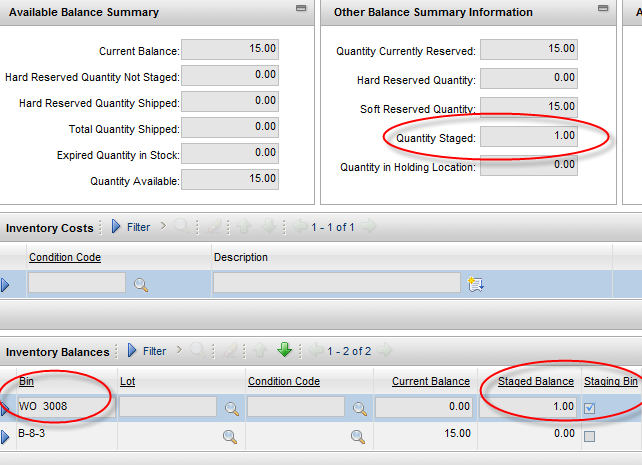 Available Balance Summary
Current Balance: 15.00
Hard Reserved Quantity Not Staged: 0.00
Hard Reserved Quantity Shipped: 0.00
Total Quantity Shipped: 0.00
Expired Quantity in Stock: 0.00
Quantity Available: 15.00
Other Balance Summary Information
Quantity Currently Reserved: 15.00
Hard Reserved Quantity: 0.00
Soft Reserved Quantity: 15.00
Quantity Staged: 1.00
Quantity in Holding Location: 0.00
A
Inventory Costs Filter 1 - 1 of 1
Condition Code Description
Inventory Balances Filter 1 - 2 of 2
Bin Lot Condition Code Current Balance Staged Balance Staging Bin
WO 3008 0.00 1.00
B-8-3 15.00 0.00